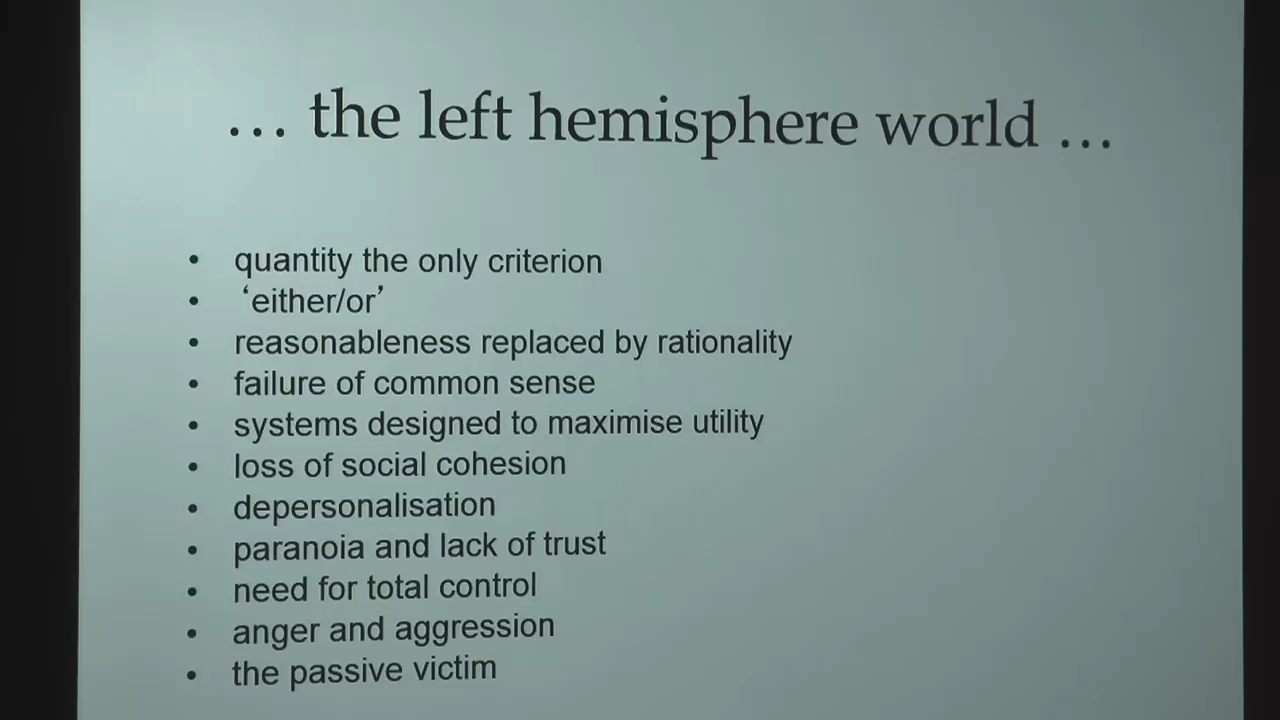 … the left hemisphere world …
• quantity the only criterion
• ‘either/or’
• reasonableness replaced by rationality
• failure of common sense
• systems designed to maximise utility
• loss of social cohesion
• depersonalisation
• paranoia and lack of trust
• need for total control
• anger and aggression
• the passive victim